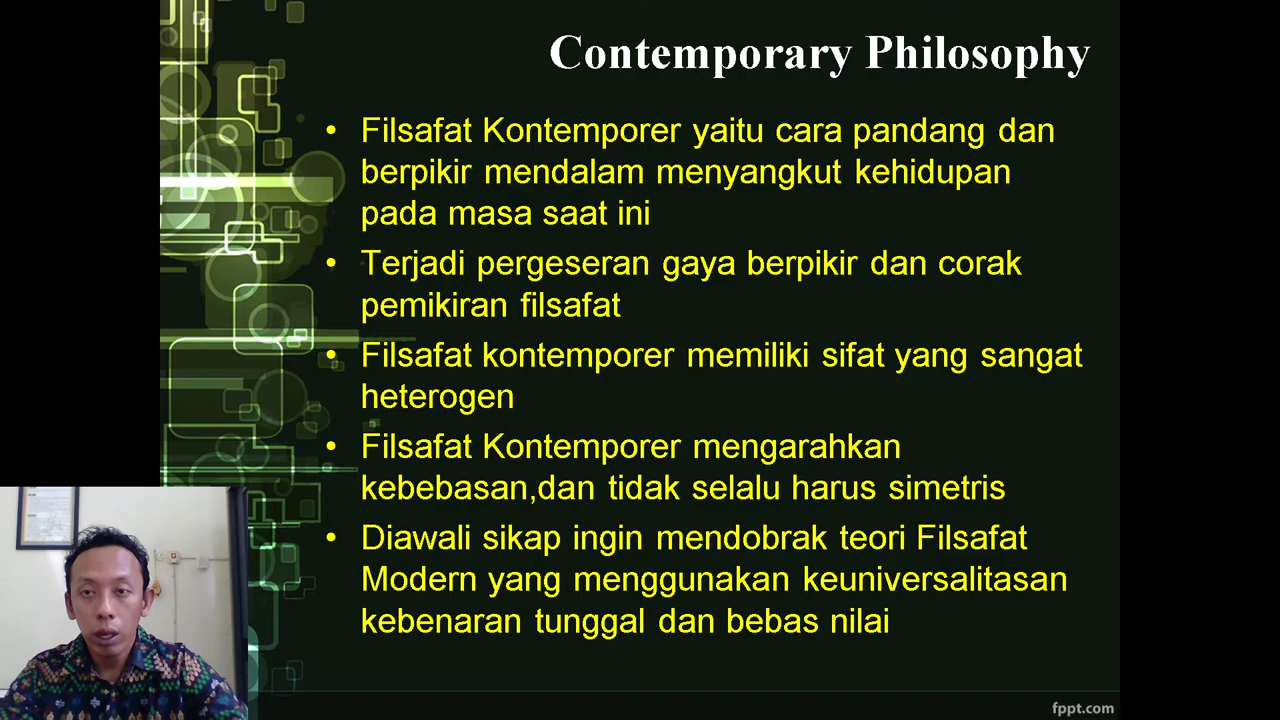 Contemporary Philosophy
• Filsafat Kontemporer yaitu cara pandang dan
berpikir mendalam menyangkut kehidupan
pada masa saat ini
• Terjadi pergeseran gaya berpikir dan corak
pemikiran filsafat
• Filsafat kontemporer memiliki sifat yang sangat
heterogen
• Filsafat Kontemporer mengarahkan
kebebasan,dan tidak selalu harus simetris
• Diawali sikap ingin mendobrak teori Filsafat
Modern yang menggunakan keuniversalitasan
kebenaran tunggal dan bebas nilai
fppt.com